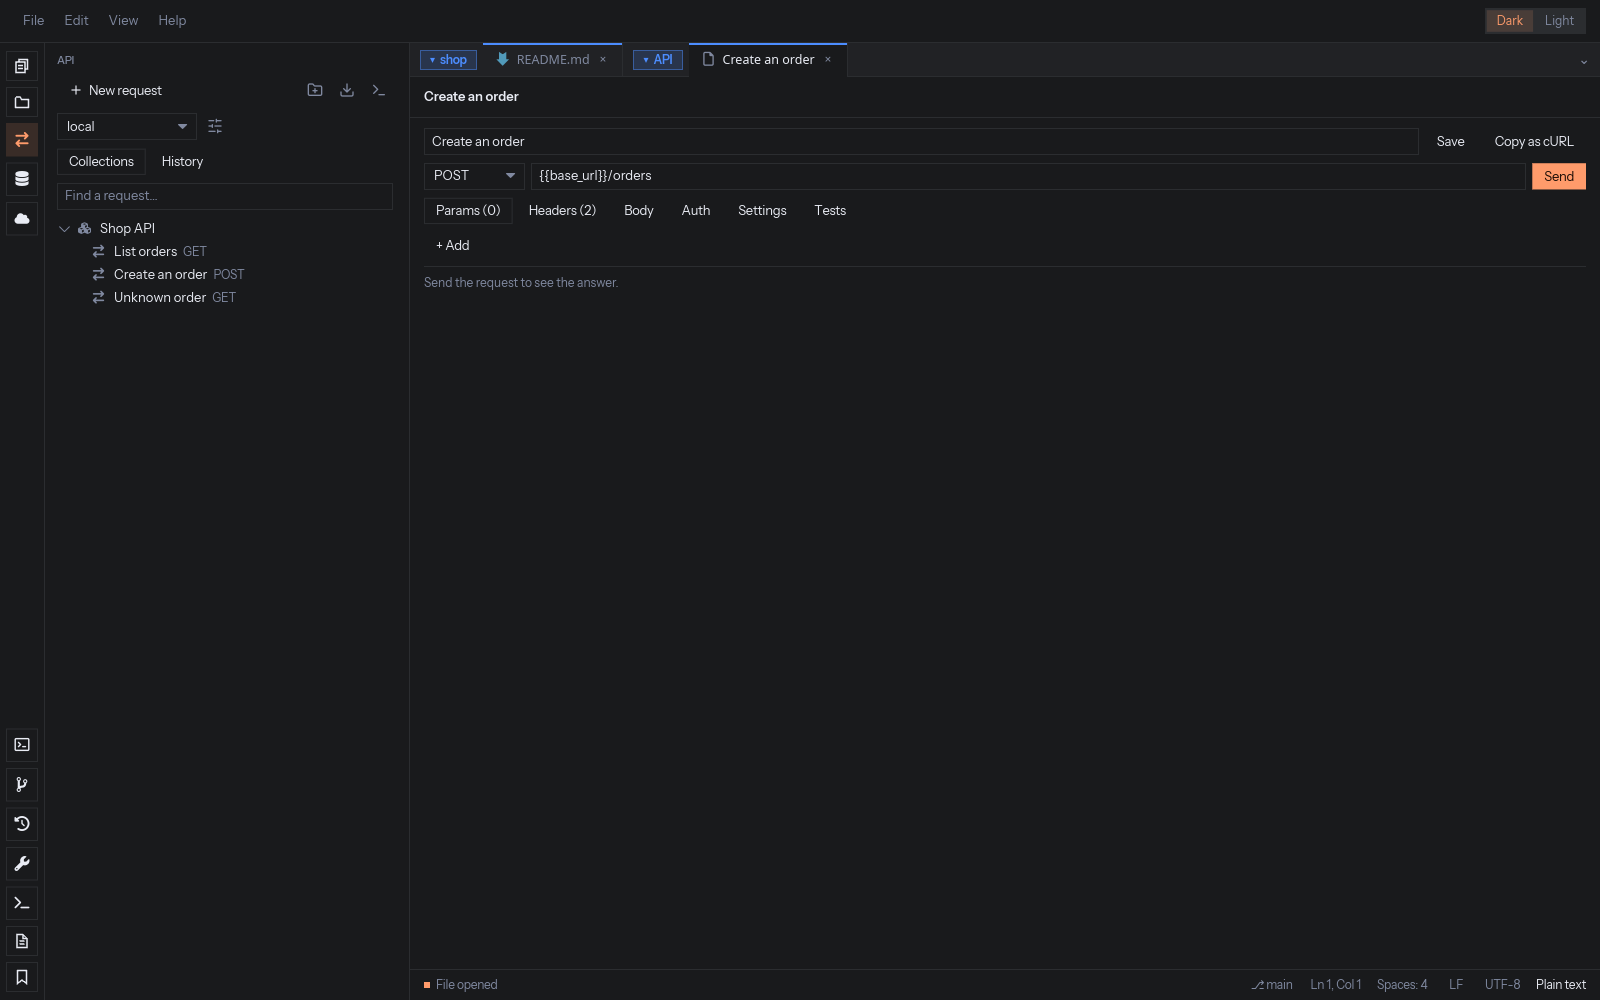 File Edit View Help
Dark Light
API
New request
local
Collections History
Find a request...
Shop API
List orders GET
Create an order POST
Unknown order GET
▾ shop README.md × ▾ API Create an order ×
Create an order
Create an order Save Copy as cURL
POST {{base_url}}/orders Send
Params (0) Headers (2) Body Auth Settings Tests
+ Add
Send the request to see the answer.
File opened main Ln 1, Col 1 Spaces: 4 LF UTF-8 Plain text